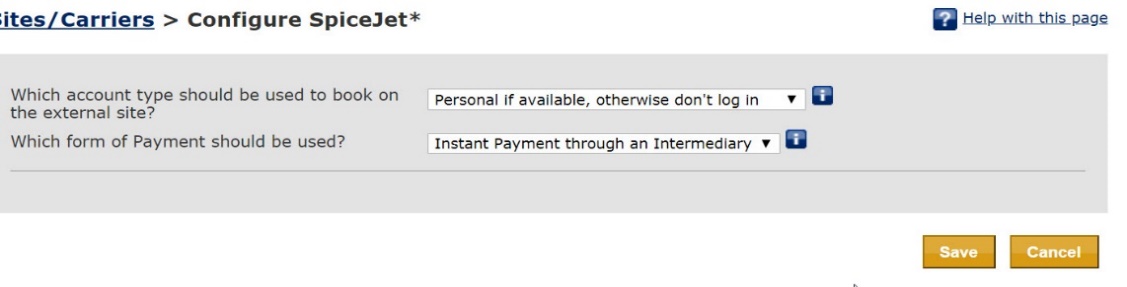 Sites/Carriers > Configure SpiceJet*
? Help with this page
Which account type should be used to book on
the external site?
Personal if available, otherwise don't log in ▼ i
Which form of Payment should be used?
Instant Payment through an Intermediary ▼ i
Save Cancel